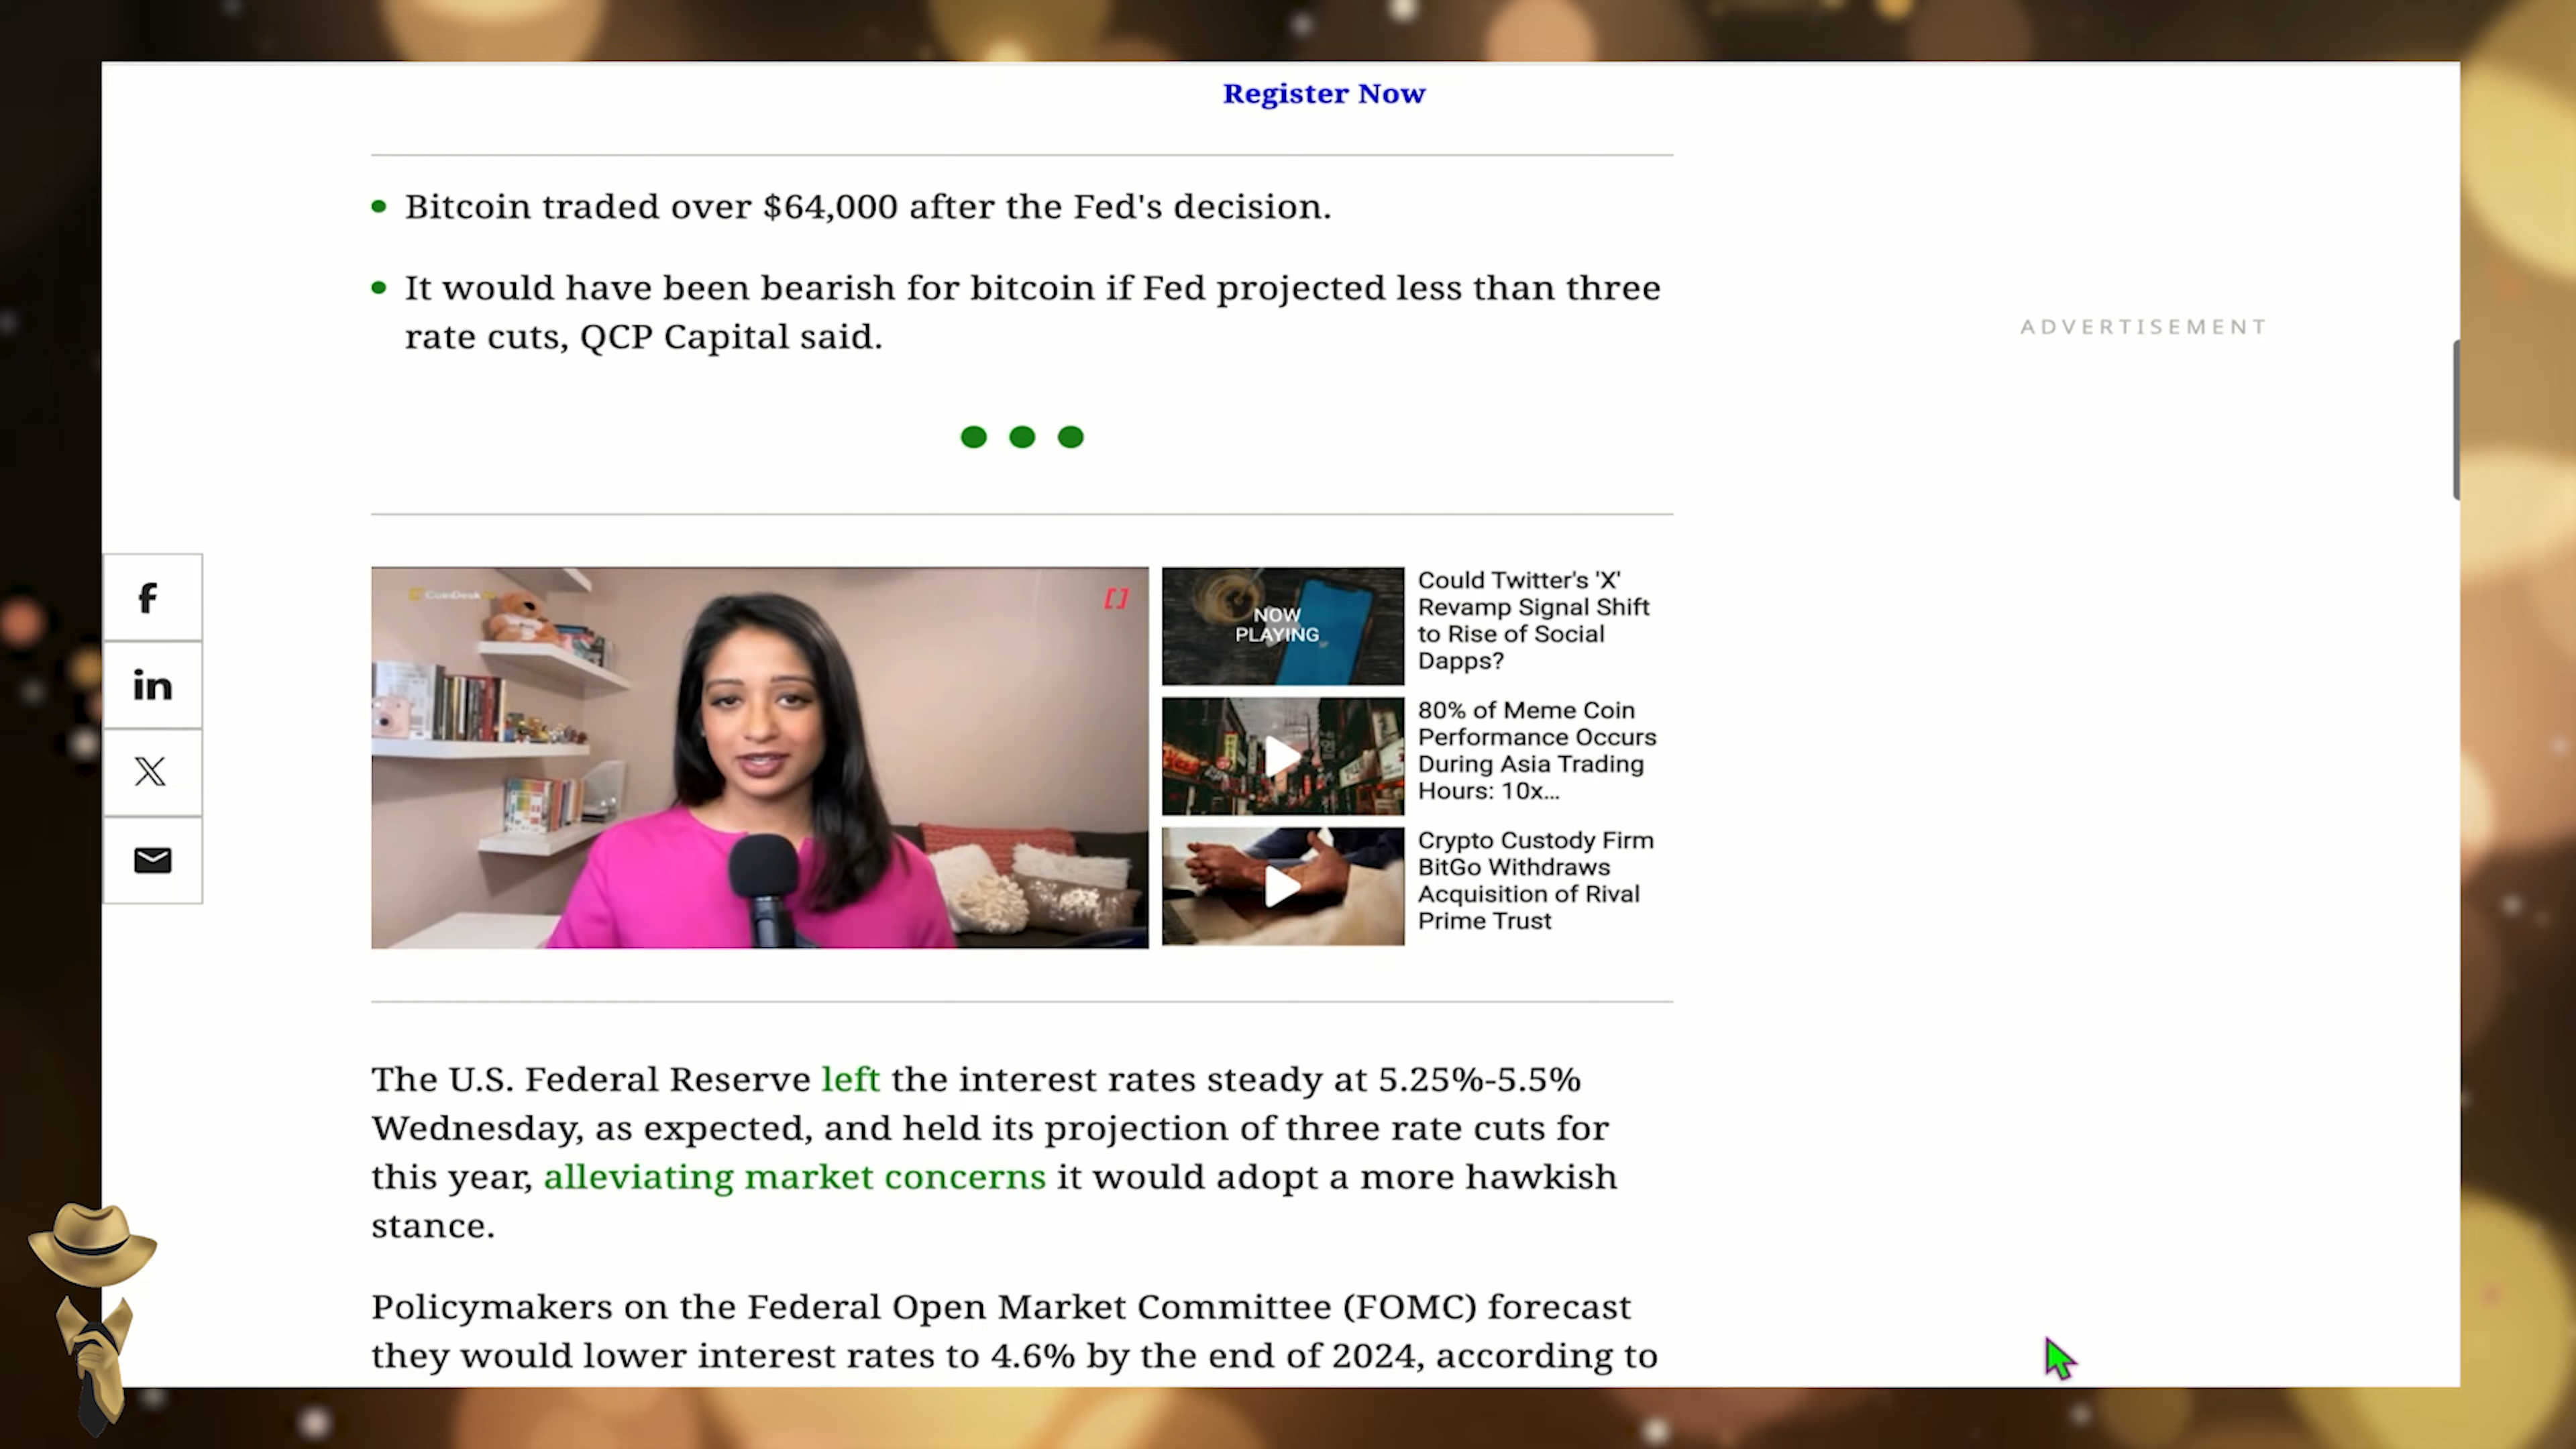 Register Now
Bitcoin traded over $64,000 after the Fed's decision.
It would have been bearish for bitcoin if Fed projected less than three
rate cuts, QCP Capital said.
ADVERTISEMENT
CoinDesk
NOW
PLAYING
Could Twitter's 'X'
Revamp Signal Shift
to Rise of Social
Dapps?
80% of Meme Coin
Performance Occurs
During Asia Trading
Hours: 10x...
Crypto Custody Firm
BitGo Withdraws
Acquisition of Rival
Prime Trust
f
in
X
The U.S. Federal Reserve left the interest rates steady at 5.25%-5.5%
Wednesday, as expected, and held its projection of three rate cuts for
this year, alleviating market concerns it would adopt a more hawkish
stance.
Policymakers on the Federal Open Market Committee (FOMC) forecast
they would lower interest rates to 4.6% by the end of 2024, according to